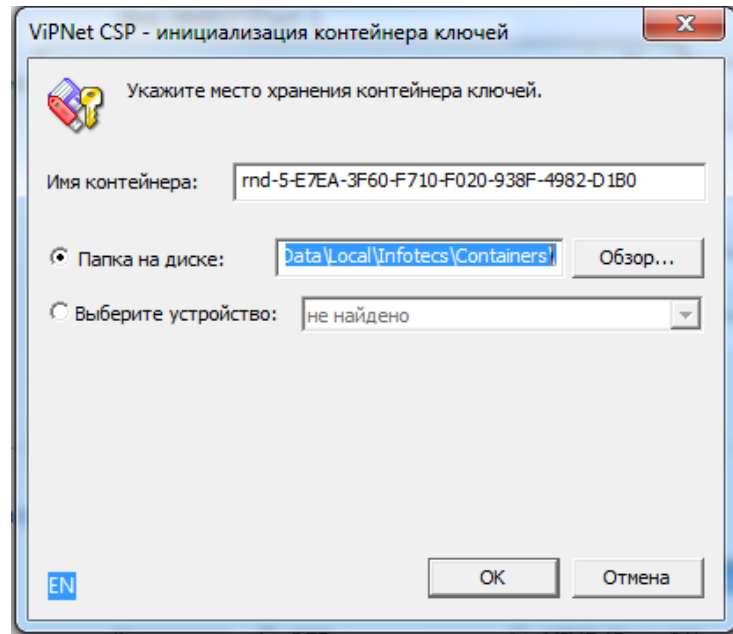 ViPNet CSP - инициализация контейнера ключей
Укажите место хранения контейнера ключей.
Имя контейнера: rnd-5-E7EA-3F60-F710-F020-938F-4982-D1B0
Папка на диске: Data\Local\Infotecs\Containers\ Обзор...
Выберите устройство: не найдено
EN OK Отмена